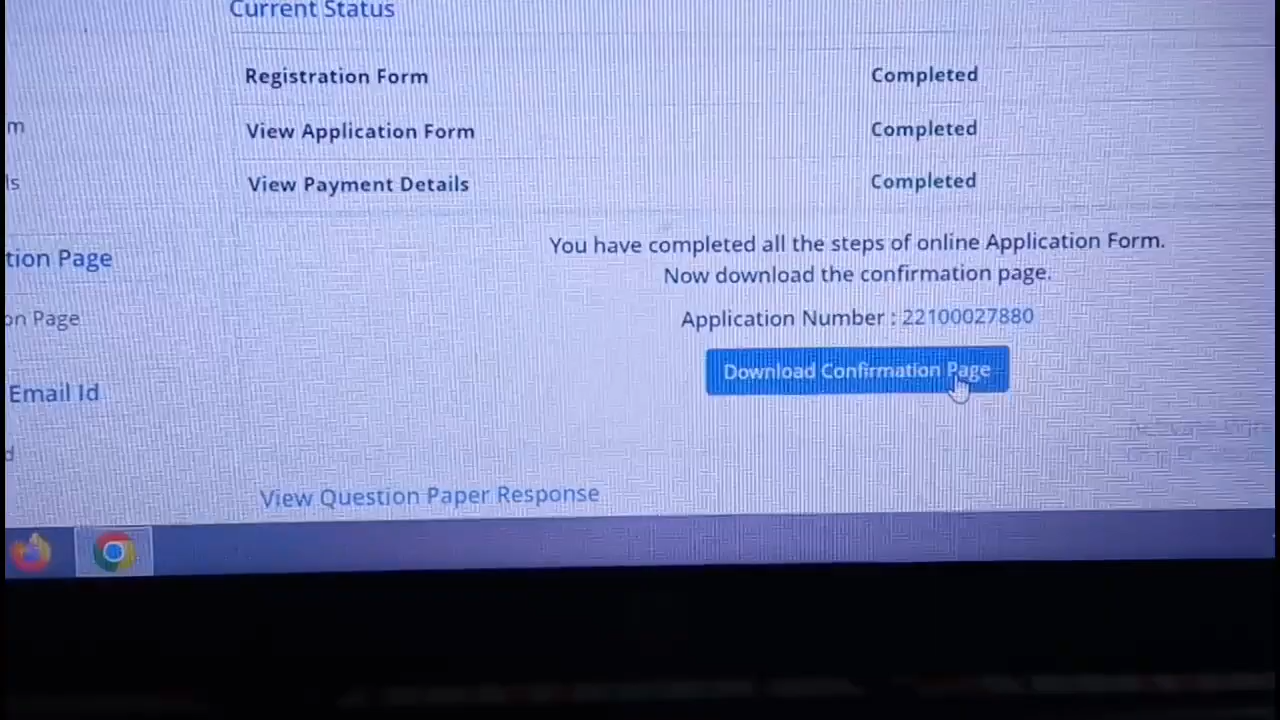 Current Status
Registration Form Completed
m
View Application Form Completed
ls
View Payment Details Completed
You have completed all the steps of online Application Form.
tion Page
Now download the confirmation page.
on Page
Application Number : 22100027880
Download Confirmation Page
Email Id
d
View Question Paper Response